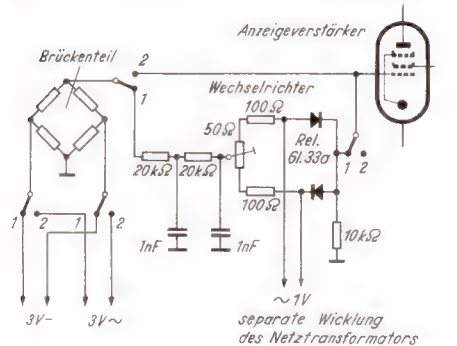 Anzeigeverstärker
Brückenteil
2
1
Wechselrichter
100Ω
50Ω
Rel.
6l.33a
20kΩ
20kΩ
1
2
100Ω
10kΩ
1nF
1nF
1
2
1
2
3V-
3V~
~1V
separate Wicklung
des Netztransformators